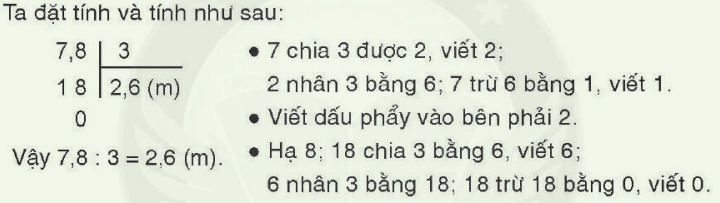 Ta đặt tính và tính như sau:
7,8 3
1 8 2,6 (m)
0
Vậy 7,8 : 3 = 2,6 (m).
• 7 chia 3 được 2, viết 2;
2 nhân 3 bằng 6; 7 trừ 6 bằng 1, viết 1.
• Viết dấu phẩy vào bên phải 2.
• Hạ 8; 18 chia 3 bằng 6, viết 6;
6 nhân 3 bằng 18; 18 trừ 18 bằng 0, viết 0.